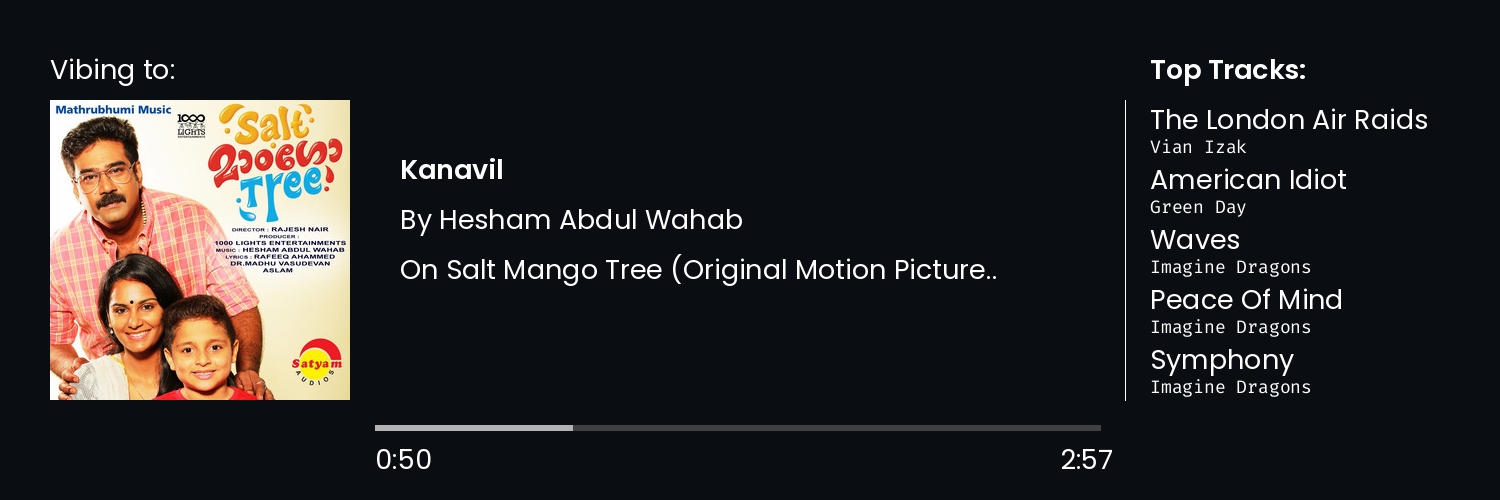 Vibing to:
Mathrubhumi Music
1000
LIGHTS
ENTERTAINMENTS
Salt
മാംഗോ
Tree
DIRECTOR : RAJESH NAIR
PRODUCER :
1000 LIGHTS ENTERTAINMENTS
MUSIC : HESHAM ABDUL WAHAB
LYRICS : RAFEEQ AHAMMED
DR.MADHU VASUDEVAN
ASLAM
Satyam
AUDIOS
Kanavil
By Hesham Abdul Wahab
On Salt Mango Tree (Original Motion Picture..
0:50
2:57
Top Tracks:
The London Air Raids
Vian Izak
American Idiot
Green Day
Waves
Imagine Dragons
Peace Of Mind
Imagine Dragons
Symphony
Imagine Dragons